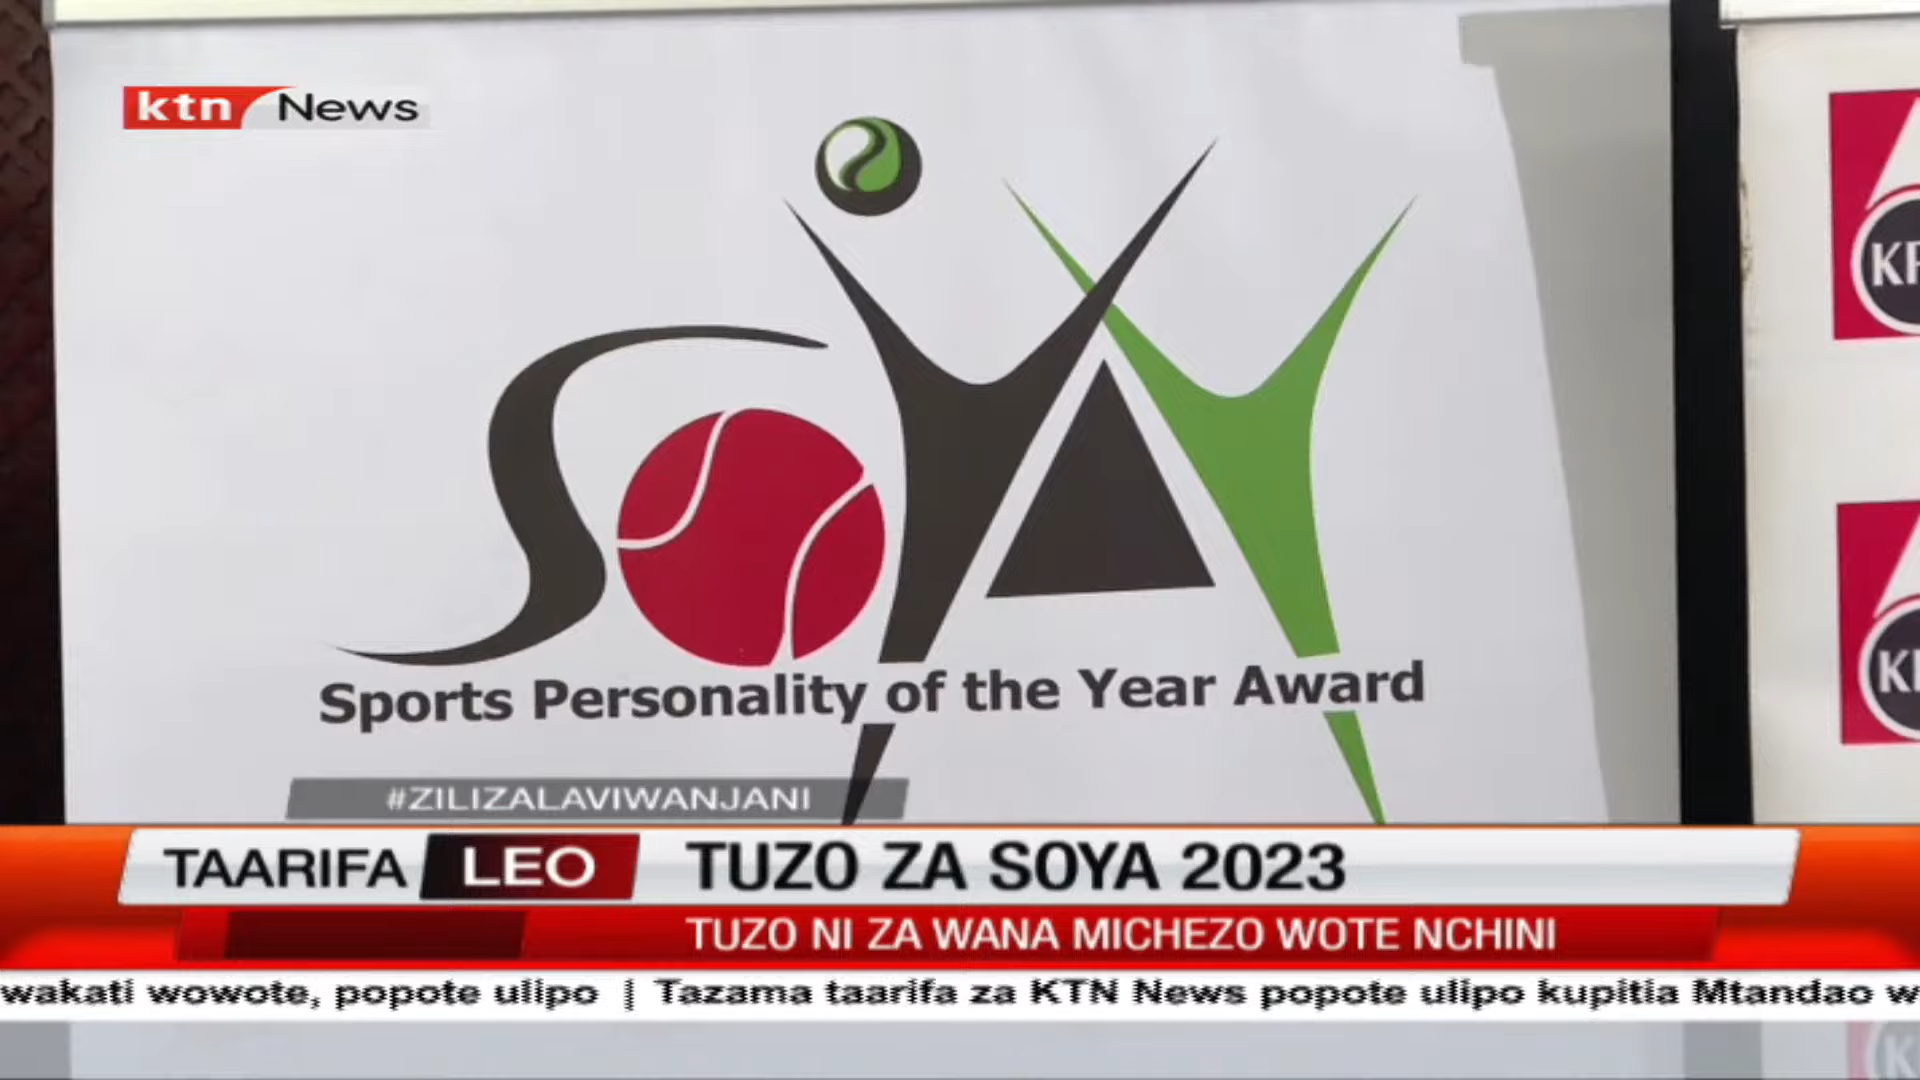 ktn News
SOYA
Sports Personality of the Year Award
#ZILIZALAVIWANJANI
TAARIFA LEO TUZO ZA SOYA 2023
TUZO NI ZA WANA MICHEZO WOTE NCHINI
wakati wowote, popote ulipo | Tazama taarifa za KTN News popote ulipo kupitia Mtandao w